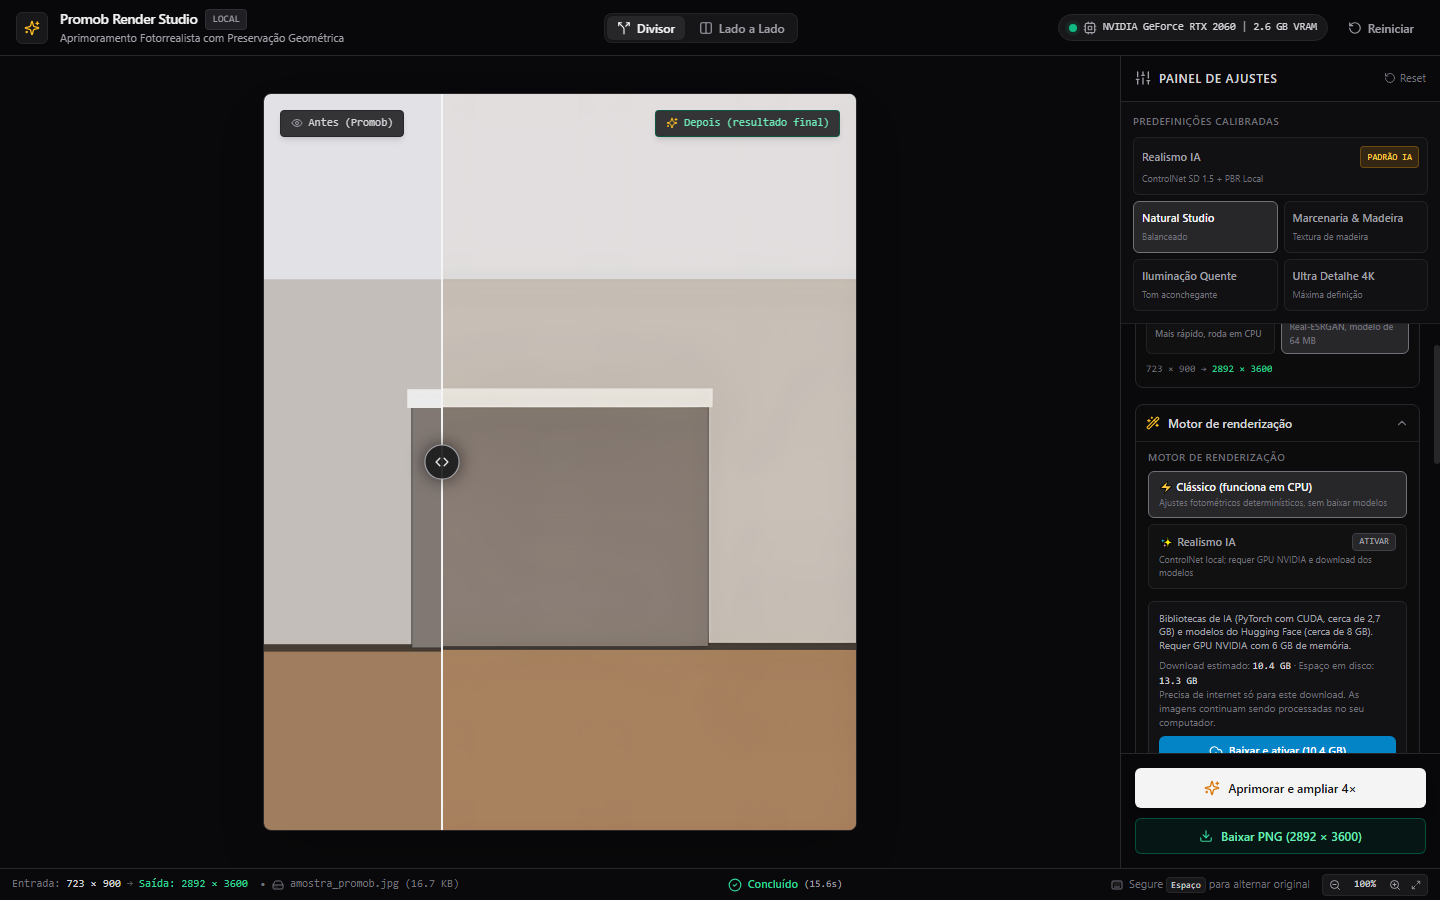 Promob Render Studio LOCAL
Aprimoramento Fotorrealista com Preservação Geométrica
Divisor
Lado a Lado
NVIDIA GeForce RTX 2060 | 2.6 GB VRAM
Reiniciar
Antes (Promob)
Depois (resultado final)
PAINEL DE AJUSTES
Reset
PREDEFINIÇÕES CALIBRADAS
Realismo IA
PADRÃO IA
ControlNet SD 1.5 + PBR Local
Natural Studio
Balanceado
Marcenaria & Madeira
Textura de madeira
Iluminação Quente
Tom aconchegante
Ultra Detalhe 4K
Máxima definição
Mais rápido, roda em CPU
Real-ESRGAN, modelo de
64 MB
723 × 900 → 2892 × 3600
Motor de renderização
MOTOR DE RENDERIZAÇÃO
Clássico (funciona em CPU)
Ajustes fotométricos determinísticos, sem baixar modelos
Realismo IA
ATIVAR
ControlNet local; requer GPU NVIDIA e download dos
modelos
Bibliotecas de IA (PyTorch com CUDA, cerca de 2,7
GB) e modelos do Hugging Face (cerca de 8 GB).
Requer GPU NVIDIA com 6 GB de memória.
Download estimado: 10.4 GB · Espaço em disco:
13.3 GB
Precisa de internet só para este download. As
imagens continuam sendo processadas no seu
computador.
Baixar e ativar (10.4 GB)
Aprimorar e ampliar 4×
Baixar PNG (2892 × 3600)
Entrada: 723 × 900 → Saída: 2892 × 3600 • amostra_promob.jpg (16.7 KB)
Concluído (15.6s)
Segure Espaço para alternar original
100%